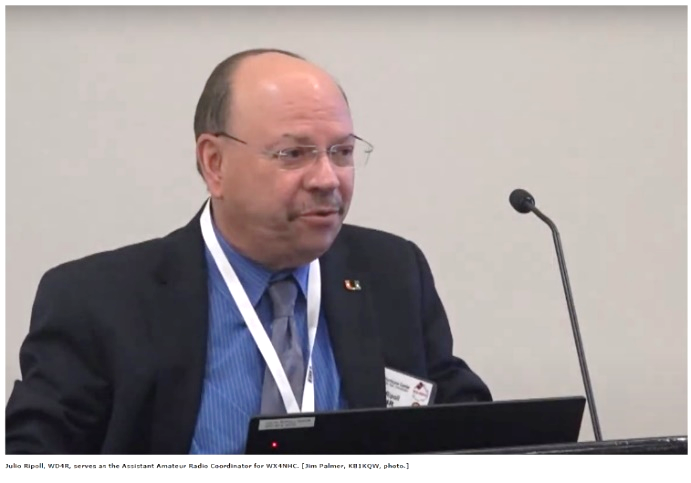 Julio Ripoll, WD4R, serves as the Assistant Amateur Radio Coordinator for WX4NHC. [Jim Palmer, KB1KQW, photo.]